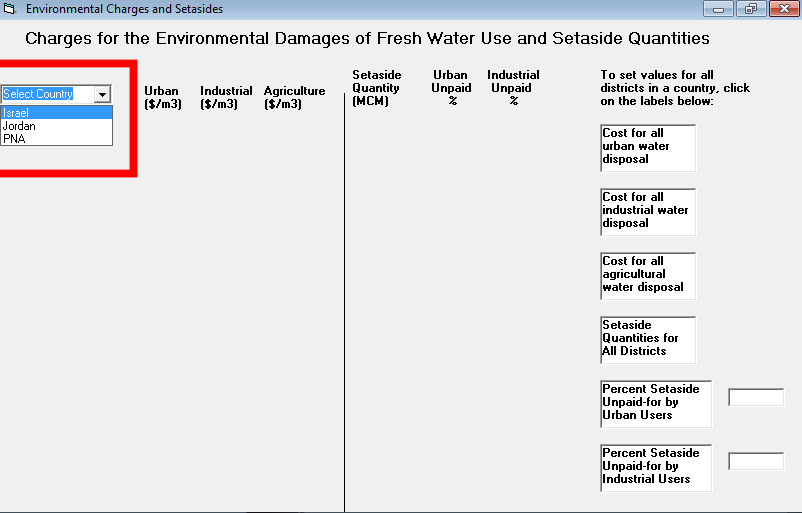 Environmental Charges and Setasides
Charges for the Environmental Damages of Fresh Water Use and Setaside Quantities
Select Country
Israel
Jordan
PNA
Urban
($/m3)
Industrial
($/m3)
Agriculture
($/m3)
Setaside
Quantity
(MCM)
Urban
Unpaid
%
Industrial
Unpaid
%
To set values for all
districts in a country, click
on the labels below:
Cost for all
urban water
disposal
Cost for all
industrial water
disposal
Cost for all
agricultural
water disposal
Setaside
Quantities for
All Districts
Percent Setaside
Unpaid-for by
Urban Users
Percent Setaside
Unpaid-for by
Industrial Users